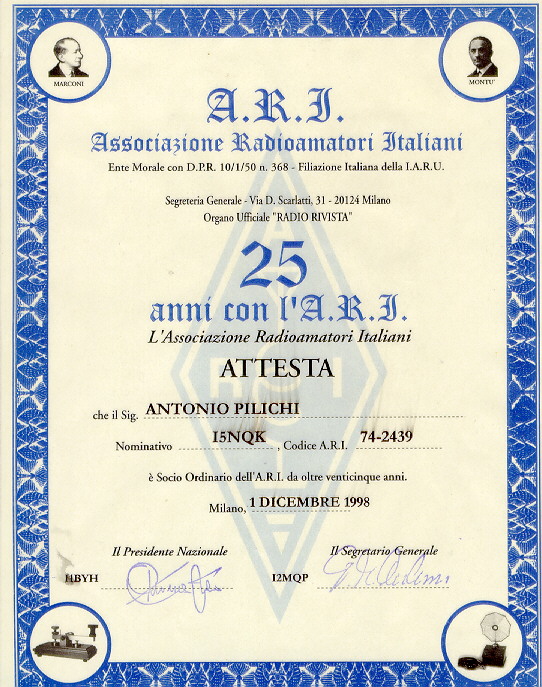 MARCONI
MONTU'
A.R.I.
Associazione Radioamatori Italiani
Ente Morale con D.P.R. 10/1/50 n. 368 - Filiazione Italiana della I.A.R.U.
Segreteria Generale - Via D. Scarlatti, 31 - 20124 Milano
Organo Ufficiale "RADIO RIVISTA"
25
anni con l'A.R.I.
L'Associazione Radioamatori Italiani
ATTESTA
che il Sig. ANTONIO PILICHI
Nominativo I5NQK , Codice A.R.I. 74-2439
è Socio Ordinario dell'A.R.I. da oltre venticinque anni.
Milano, 1 DICEMBRE 1998
Il Presidente Nazionale Il Segretario Generale
I1BYH I2MQP